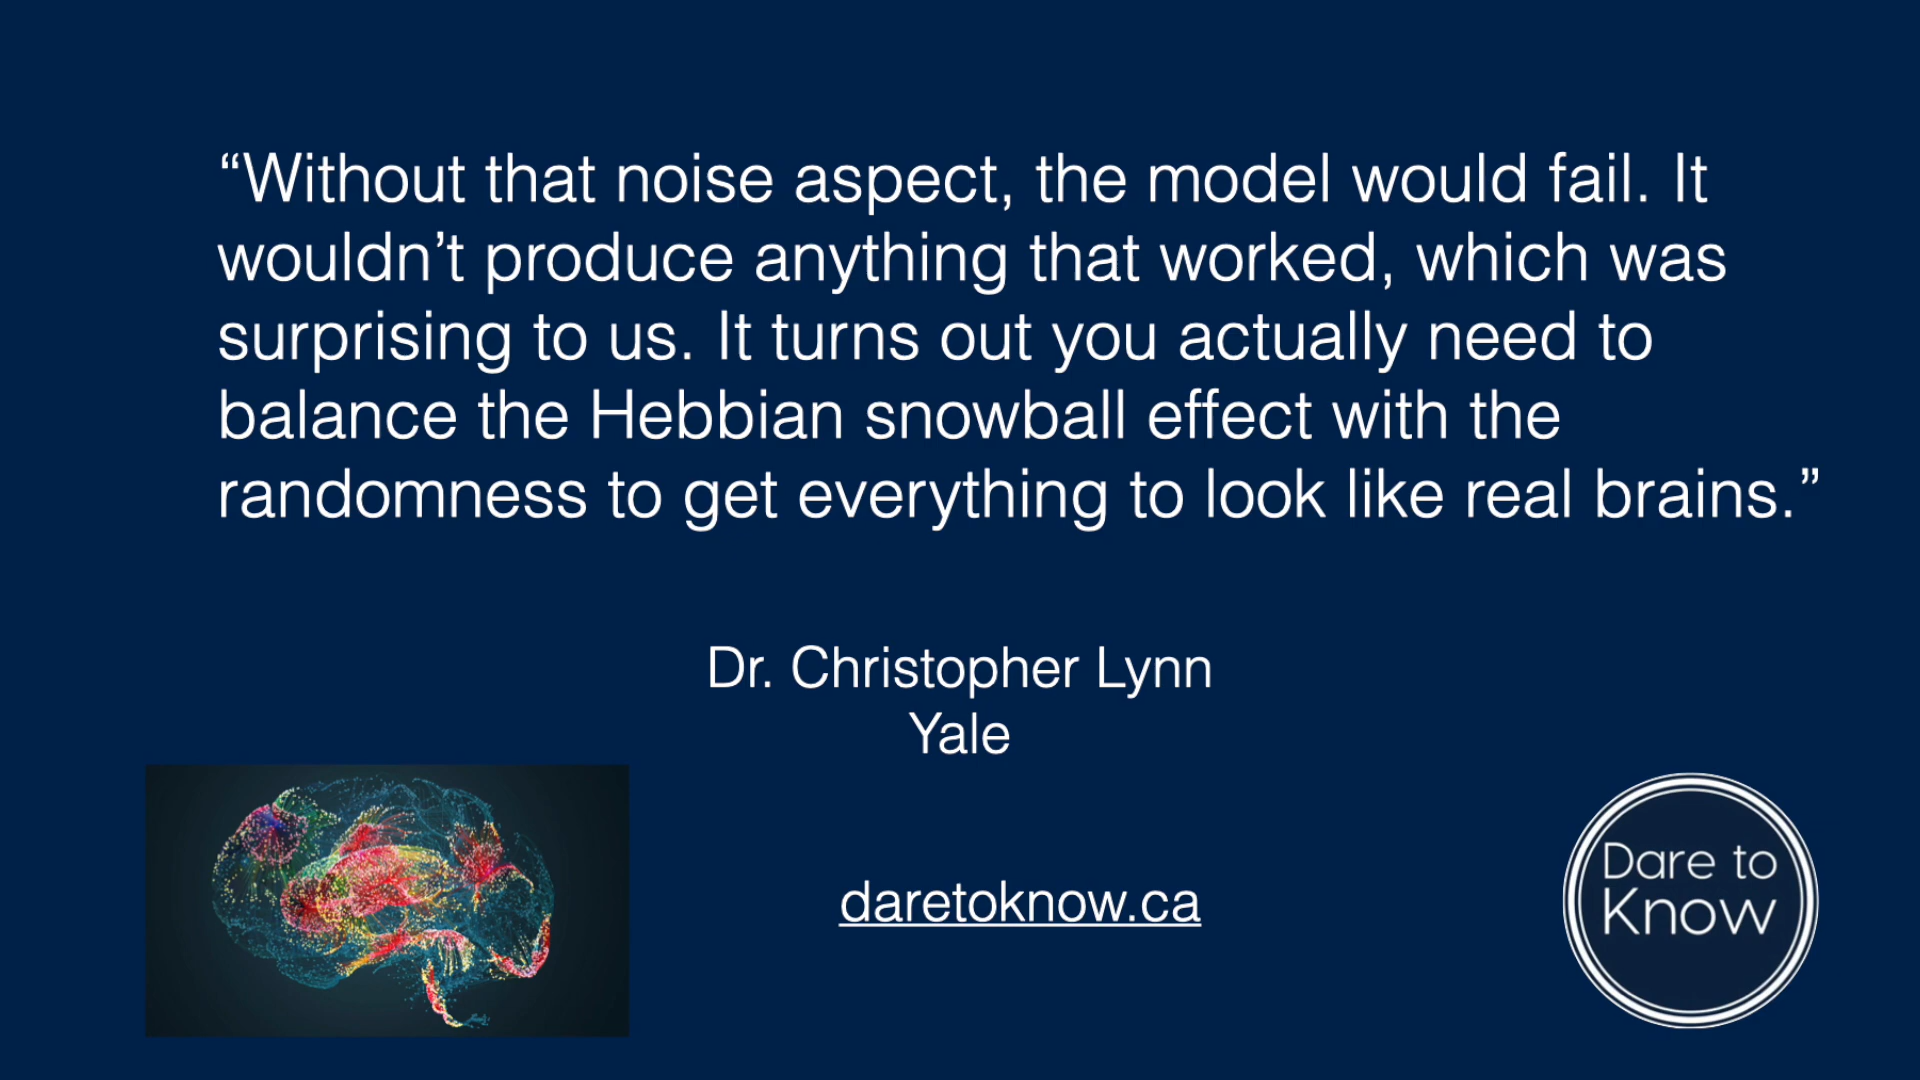 “Without that noise aspect, the model would fail. It
wouldn’t produce anything that worked, which was
surprising to us. It turns out you actually need to
balance the Hebbian snowball effect with the
randomness to get everything to look like real brains.”
Dr. Christopher Lynn
Yale
daretoknow.ca
Dare to
Know